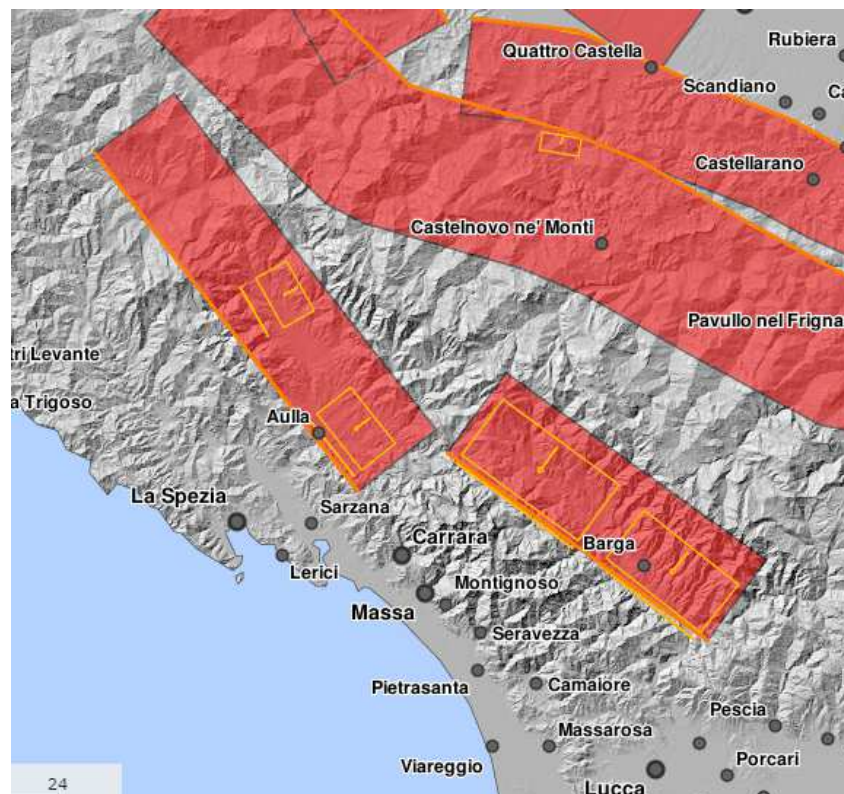 Quattro Castella
Rubiera
Scandiano
Ca
Castellarano
Castelnovo ne' Monti
Pavullo nel Frigna
tri Levante
a Trigoso
Aulla
La Spezia
Sarzana
Carrara
Barga
Lerici
Montignoso
Massa
Seravezza
Pietrasanta
Camaiore
Pescia
Massarosa
Viareggio
Porcari
Lucca
24